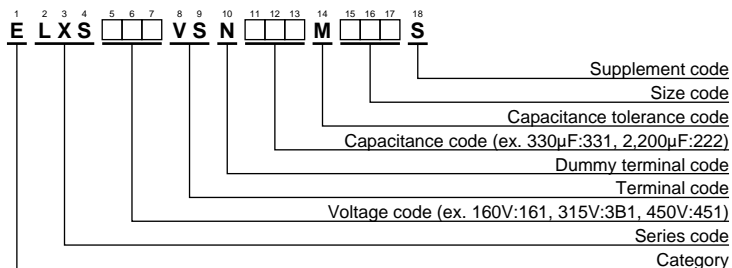 1 2 3 4 5 6 7 8 9 10 11 12 13 14 15 16 17 18
E L X S V S N M S
Supplement code
Size code
Capacitance tolerance code
Capacitance code (ex. 330µF:331, 2,200µF:222)
Dummy terminal code
Terminal code
Voltage code (ex. 160V:161, 315V:3B1, 450V:451)
Series code
Category